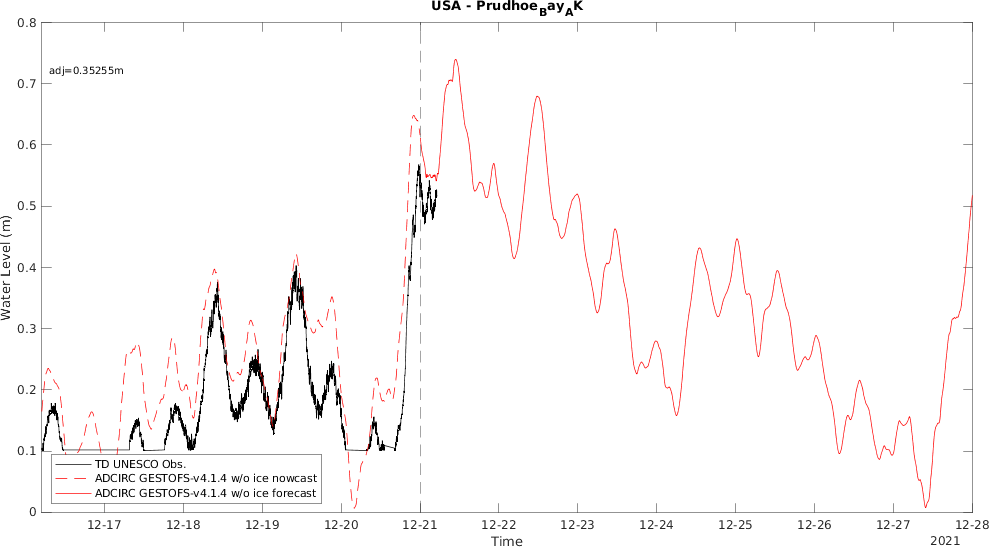 USA - Prudhoe_Bay_AK
0.8
adj=0.35255m
0.7
0.6
0.5
0.4
0.3
0.2
0.1
0
Water Level (m)
TD UNESCO Obs.
ADCIRC GESTOFS-v4.1.4 w/o ice nowcast
ADCIRC GESTOFS-v4.1.4 w/o ice forecast
12-17 12-18 12-19 12-20 12-21 12-22 12-23 12-24 12-25 12-26 12-27 12-28
Time
2021